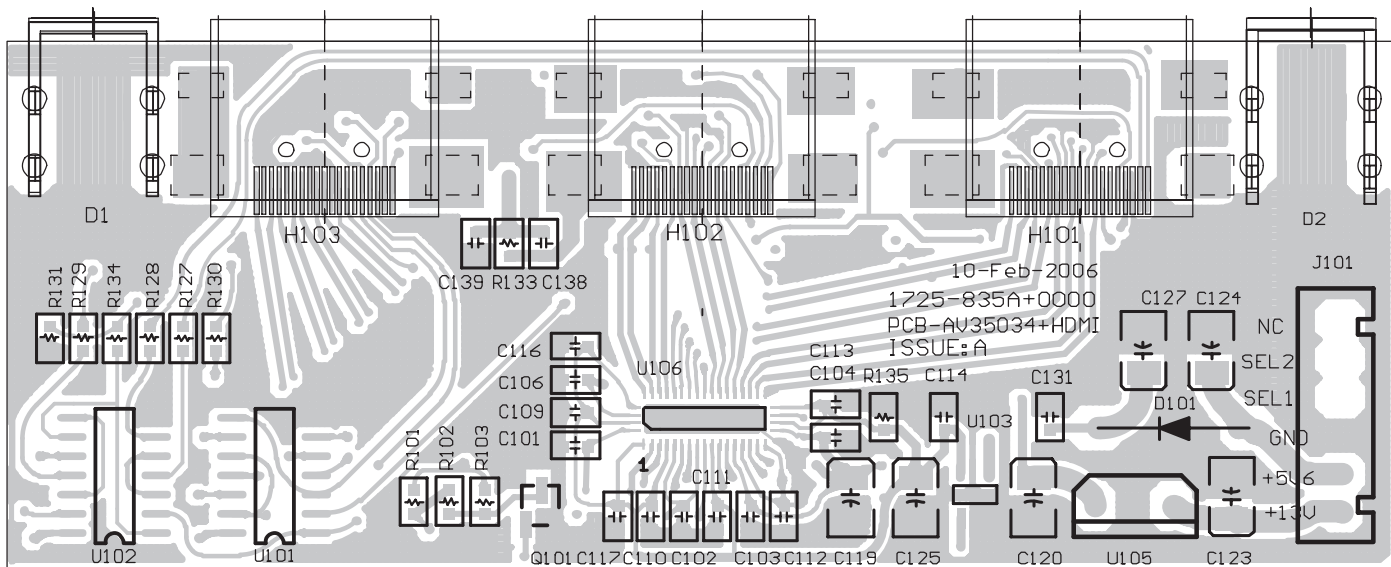 D1
H103
H102
H101
D2
J101
R131
R129
R134
R128
R127
R130
C139 R133 C138
10-Feb-2006
1725-835A+0000
PCB-AV35034+HDMI
ISSUE:A
C127 C124
NC
SEL2
SEL1
GND
+5V6
+13V
C116
C106
C109
C101
U106
C113
C104
R135
C114
C131
U103
D101
R101
R102
R103
1
C111
U102
U101
Q101 C117 C110 C102 C103 C112 C119 C125 C120 U105 C123